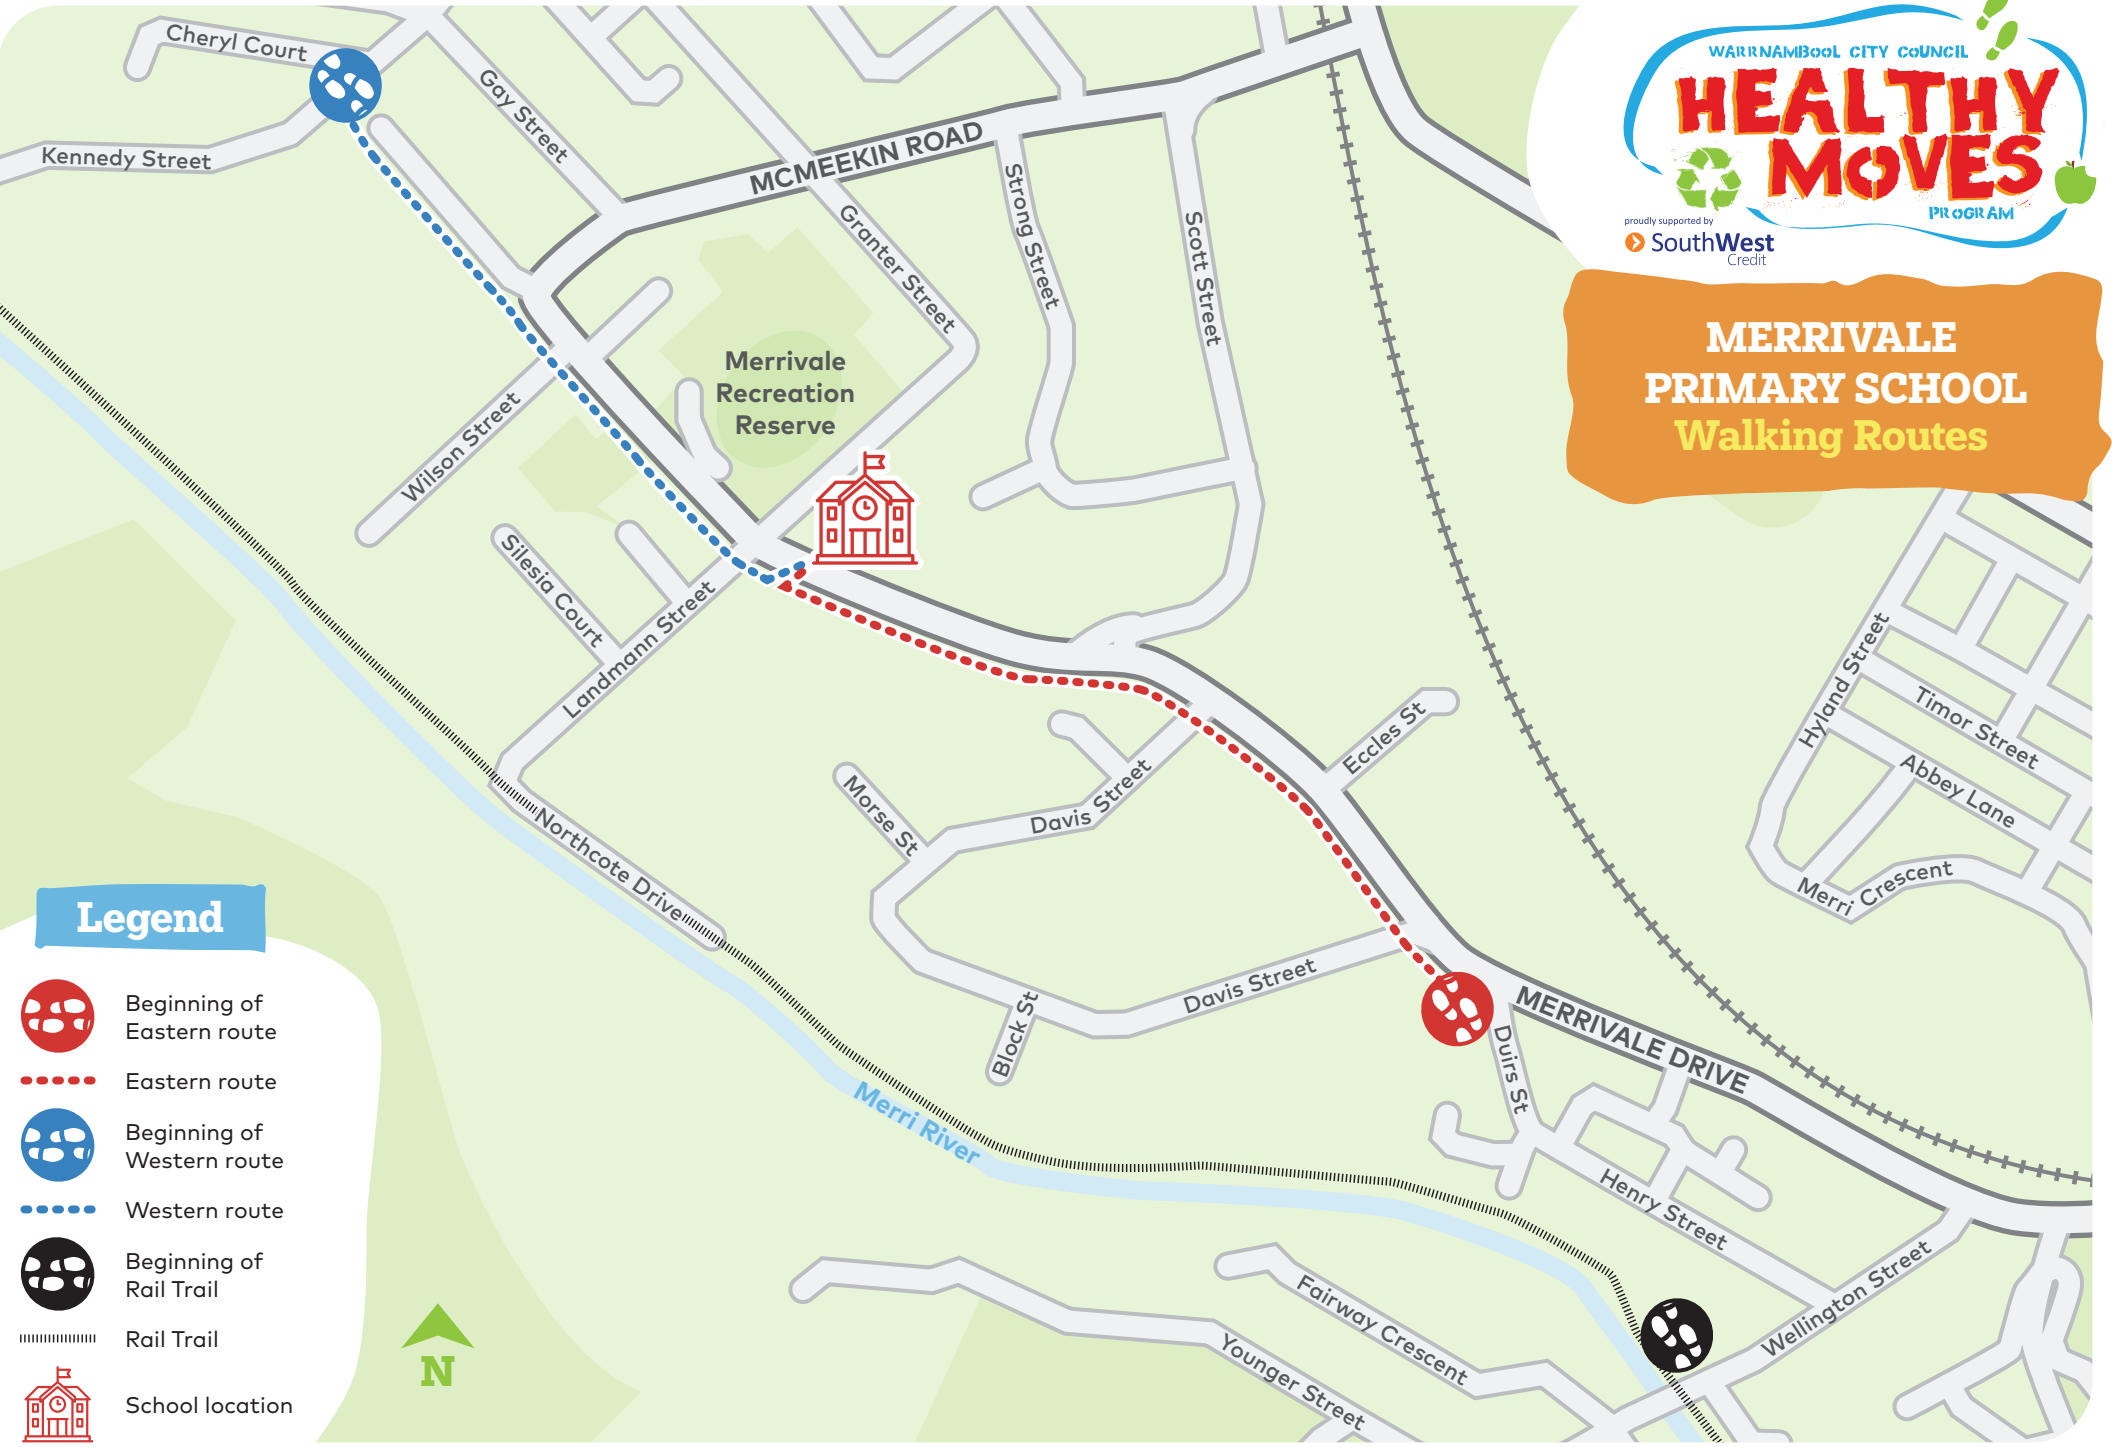 Cheryl Court
Kennedy Street
Gay Street
MCMEEKIN ROAD
Granter Street
Strong Street
Scott Street
WARRNAMBOOL CITY COUNCIL
HEALTHY
MOVES
PROGRAM
proudly supported by
SouthWest
Credit
MERRIVALE
PRIMARY SCHOOL
Walking Routes
Merrivale
Recreation
Reserve
Wilson Street
Silesia Court
Landmann Street
Northcote Drive
Morse St
Davis Street
Eccles St
Davis Street
Block St
Hyland Street
Timor Street
Abbey Lane
Merri Crescent
MERRIVALE DRIVE
Duirs St
Henry Street
Wellington Street
Merri River
Fairway Crescent
Younger Street
Legend
Beginning of
Eastern route
Eastern route
Beginning of
Western route
Western route
Beginning of
Rail Trail
Rail Trail
School location
N